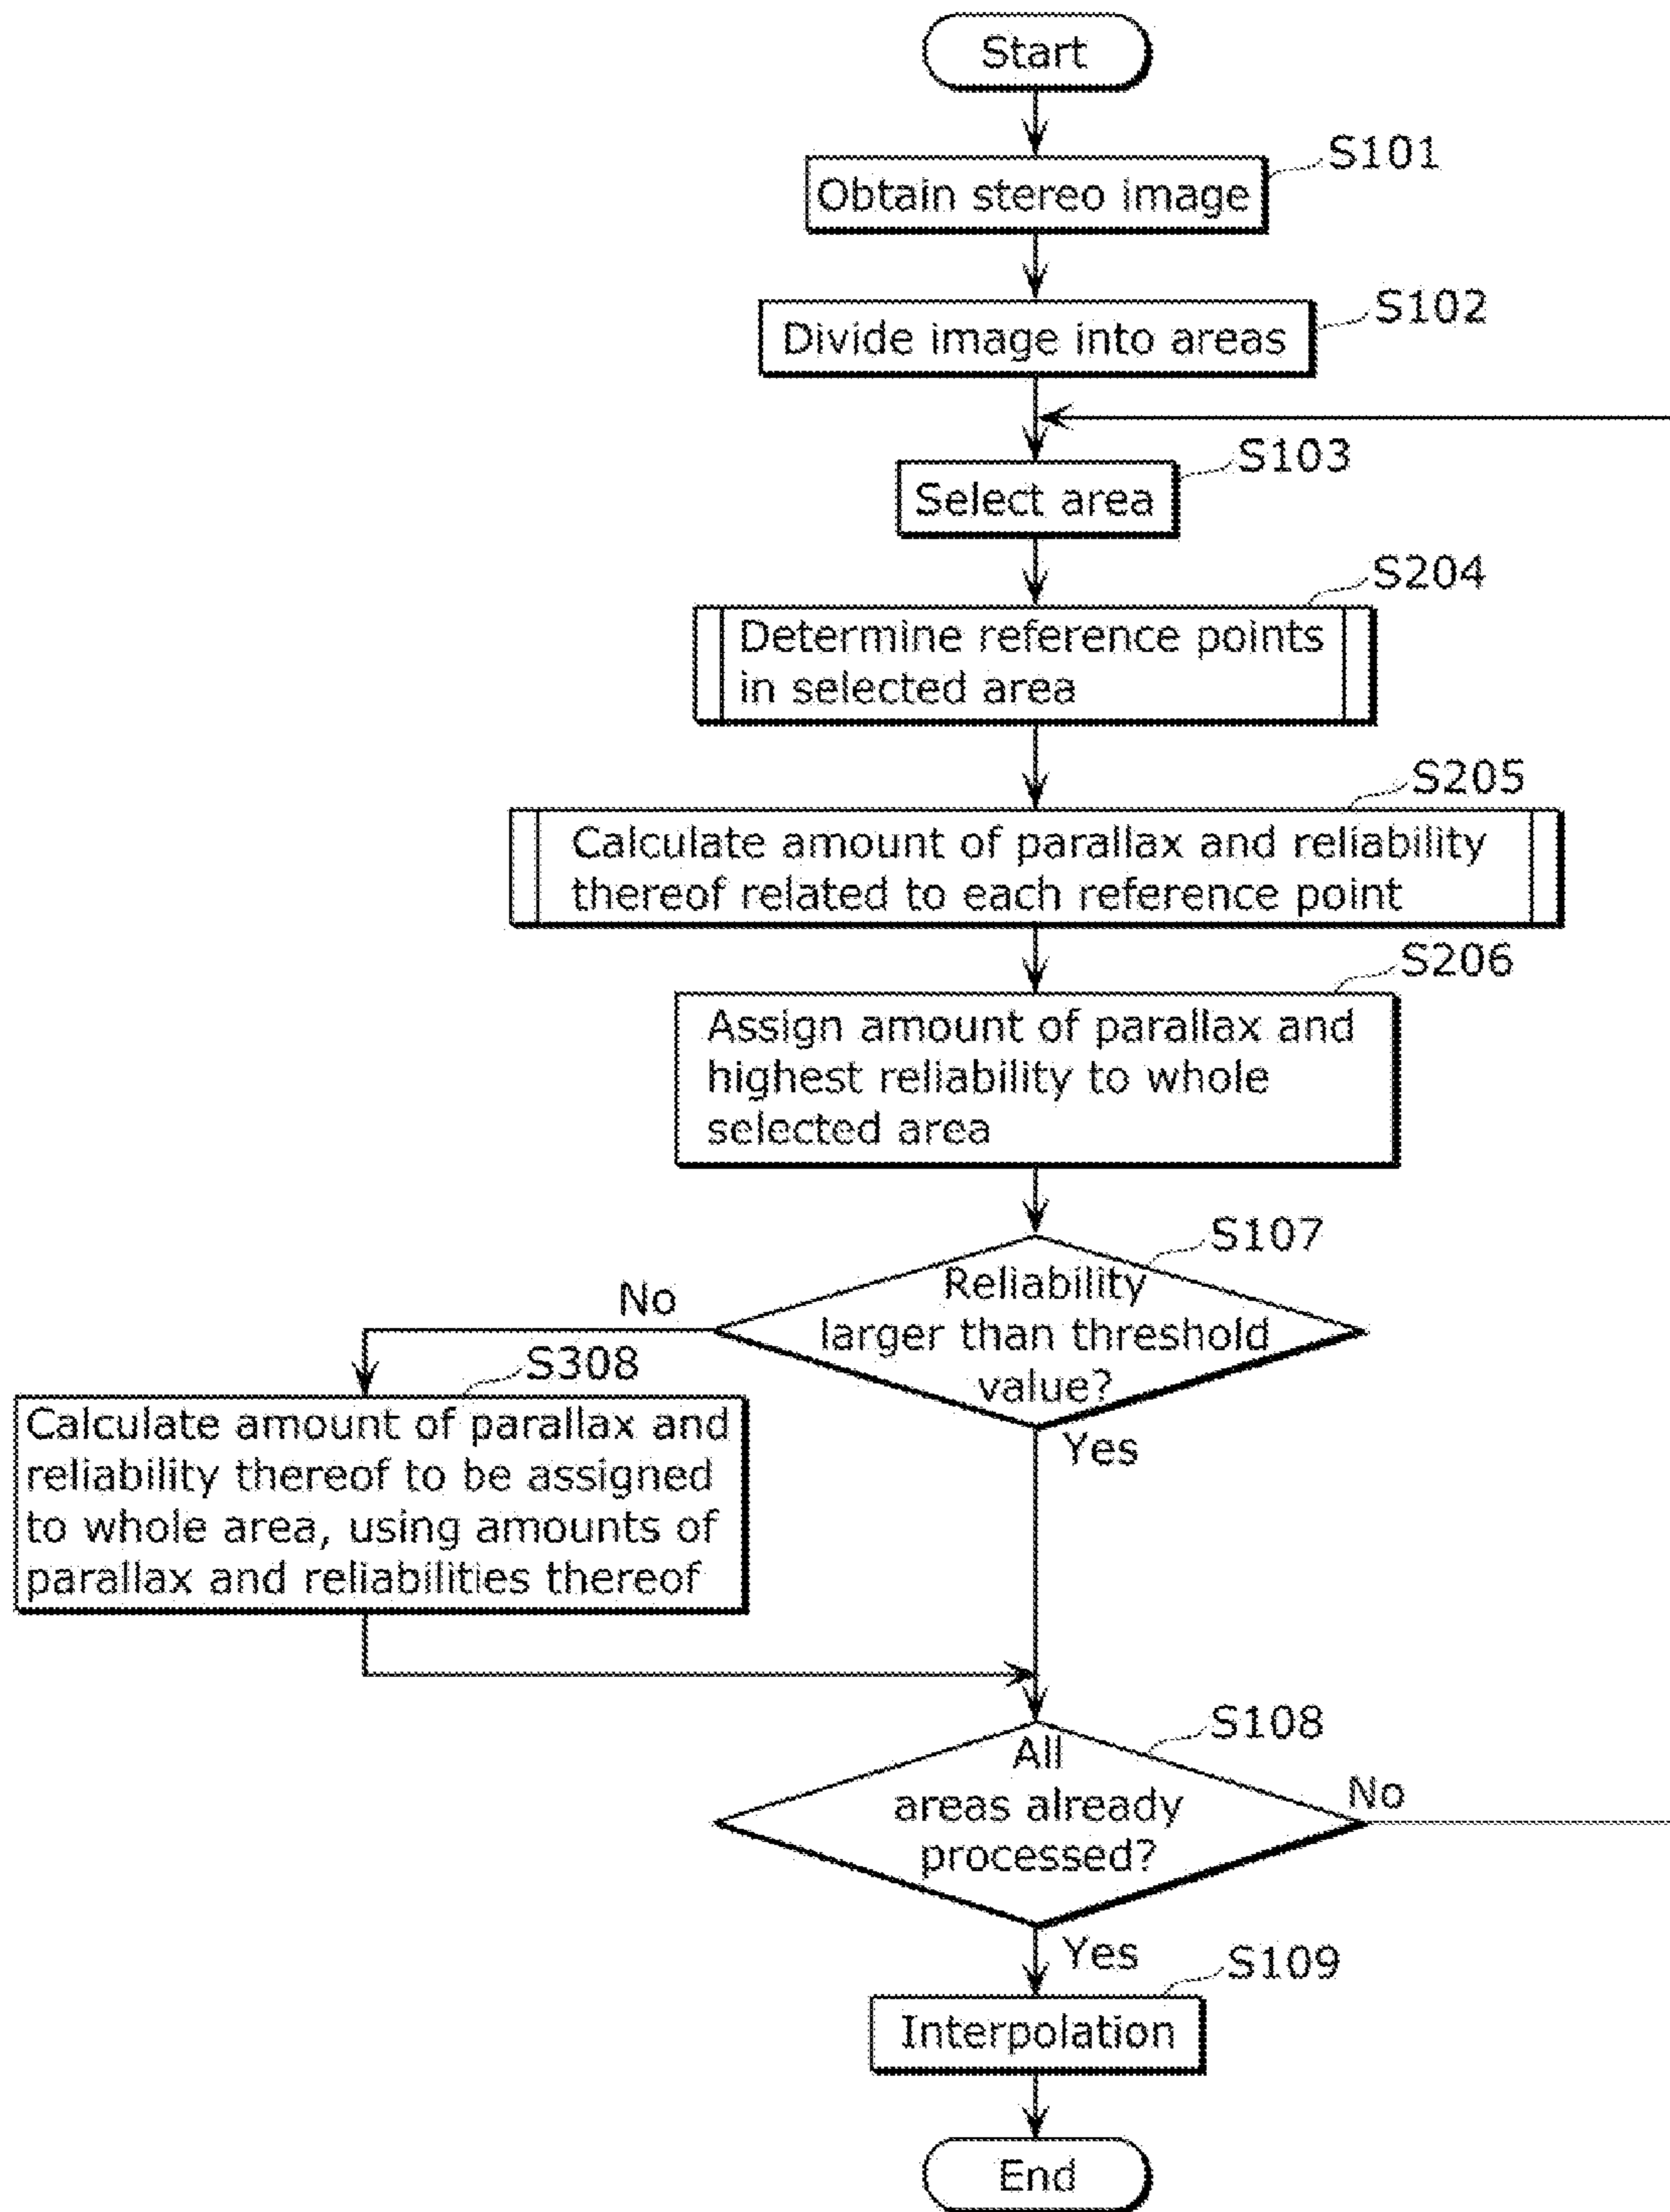 Start
S101
Obtain stereo image
S102
Divide image into areas
S103
Select area
S204
Determine reference points
in selected area
S205
Calculate amount of parallax and reliability
thereof related to each reference point
S206
Assign amount of parallax and
highest reliability to whole
selected area
S107
Reliability
larger than threshold
value?
No
Yes
S308
Calculate amount of parallax and
reliability thereof to be assigned
to whole area, using amounts of
parallax and reliabilities thereof
S108
All
areas already
processed?
No
Yes
S109
Interpolation
End